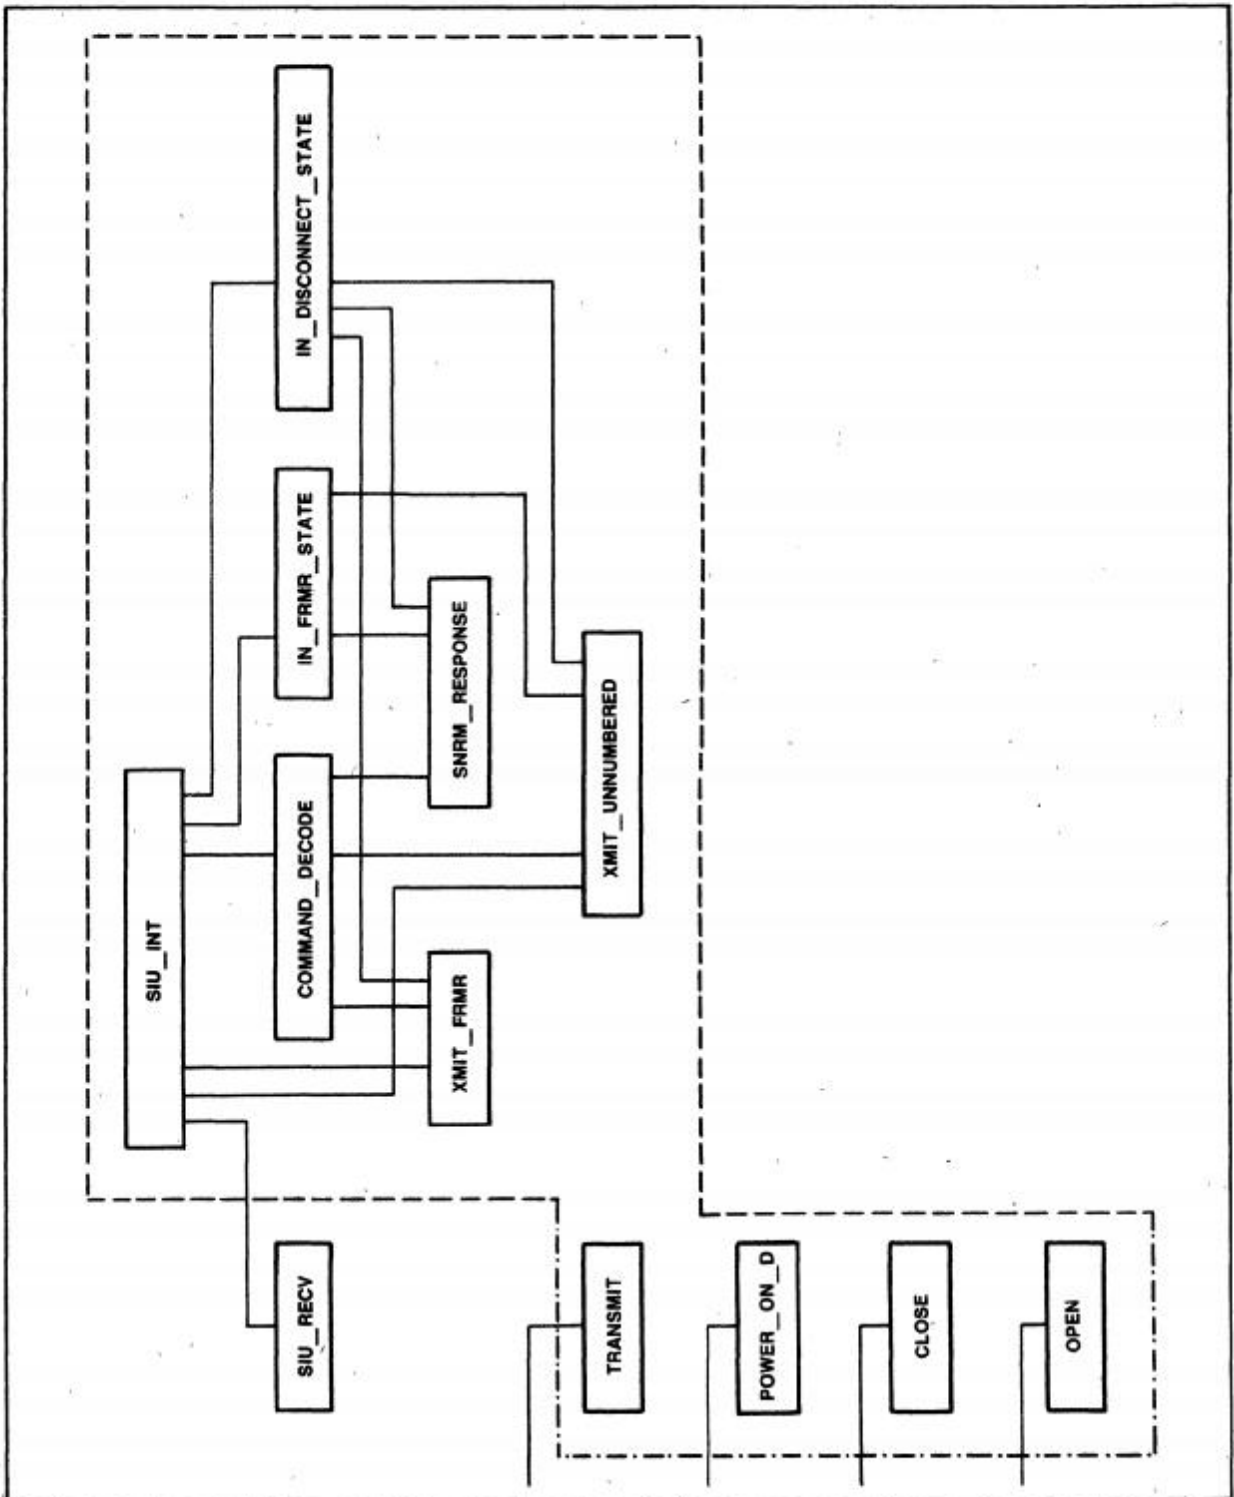 SIU_INT
SIU_RECV
COMMAND_DECODE
IN_FRMR_STATE
IN_DISCONNECT_STATE
XMIT_FRMR
SNRM_RESPONSE
TRANSMIT
XMIT_UNNUMBERED
POWER_ON_D
CLOSE
OPEN